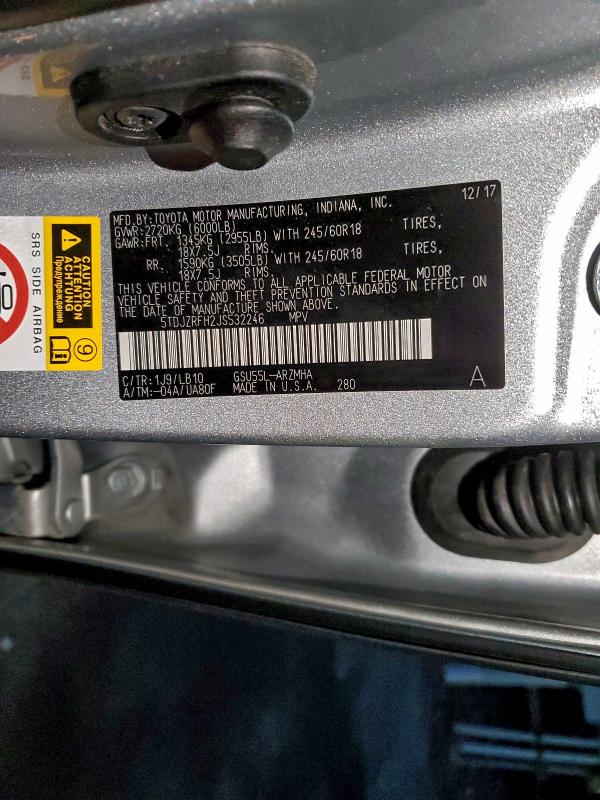 MFD.BY:TOYOTA MOTOR MANUFACTURING, INDIANA, INC. 12/17
GVWR:2720KG (6000LB)
GAWR:FRT. 1345KG (2955LB) WITH 245/60R18 TIRES,
18X7.5J RIMS.
RR. 1590KG (3505LB) WITH 245/60R18 TIRES,
18X7.5J RIMS.
THIS VEHICLE CONFORMS TO ALL APPLICABLE FEDERAL MOTOR
VEHICLE SAFETY AND THEFT PREVENTION STANDARDS IN EFFECT ON
THE DATE OF MANUFACTURE SHOWN ABOVE.
5TDJZRFH2JS532246 MPV
C/TR:1J9/LB10 GSU55L-ARZMHA
A/TM:-04A/UA80F MADE IN U.S.A. 280 A
SRS SIDE AIRBAG
CAUTION
ATTENTION
ACHTUNG
Предупреждение
9